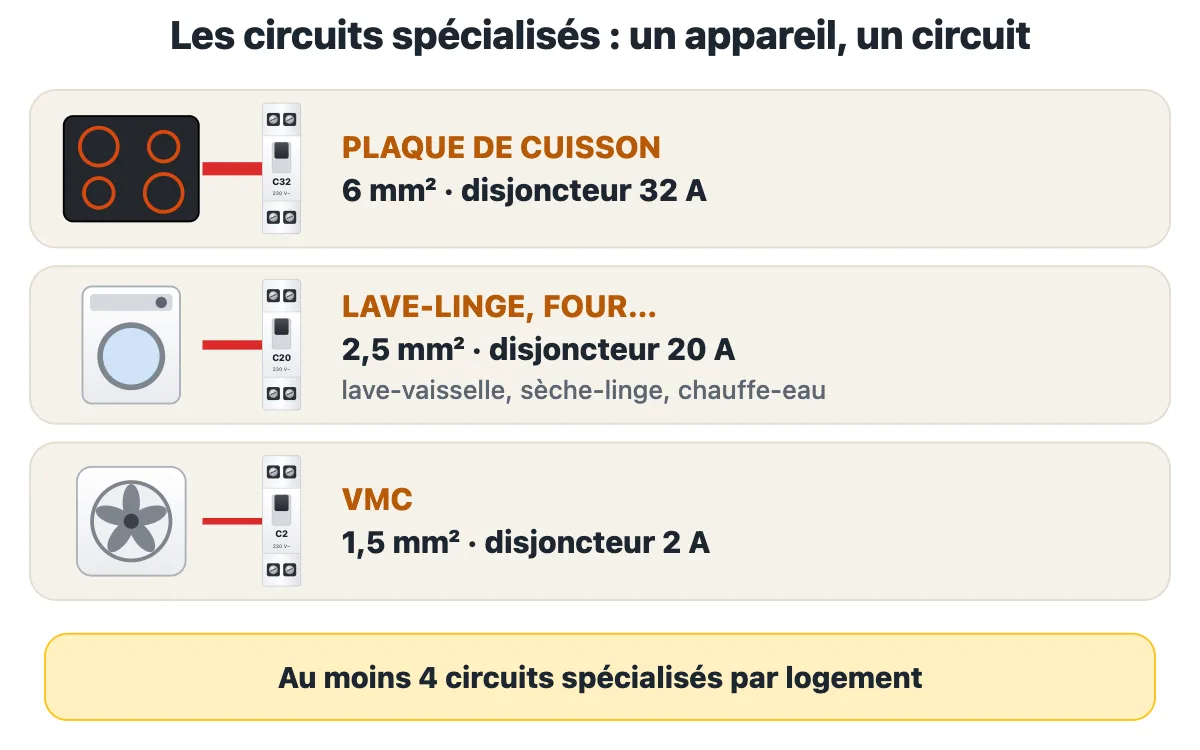 Les circuits spécialisés : un appareil, un circuit
C32
230 V~
PLAQUE DE CUISSON
6 mm² · disjoncteur 32 A
C20
230 V~
LAVE-LINGE, FOUR...
2,5 mm² · disjoncteur 20 A
lave-vaisselle, sèche-linge, chauffe-eau
C2
230 V~
VMC
1,5 mm² · disjoncteur 2 A
Au moins 4 circuits spécialisés par logement